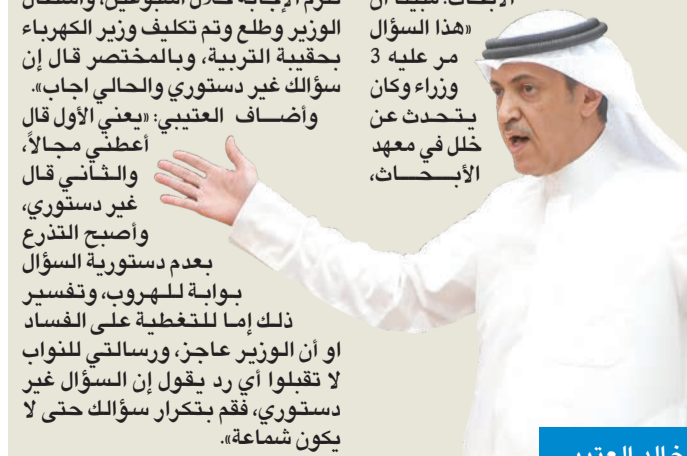 الأبحاث. مبيناً أن
«هذا السؤال
مر عليه 3
وزراء وكان
يتحدث عن
خلل في معهد
الأبحاث،
الوزير وطلع وتم تكليف وزير الكهرباء
بحقيبة التربية، وبالمختصر قال إن
سؤالك غير دستوري والحالي اجاب».
وأضاف العتيبي: «يعني الأول قال
أعطني مجالاً،
والثاني قال
غير دستوري،
وأصبح التذرع
بعدم دستورية السؤال
بوابة للهروب، وتفسير
ذلك إما للتغطية على الفساد
او أن الوزير عاجز، ورسالتي للنواب
لا تقبلوا أي رد يقول إن السؤال غير
دستوري، فقم بتكرار سؤالك حتى لا
يكون شماعة».
خالد العتيبي